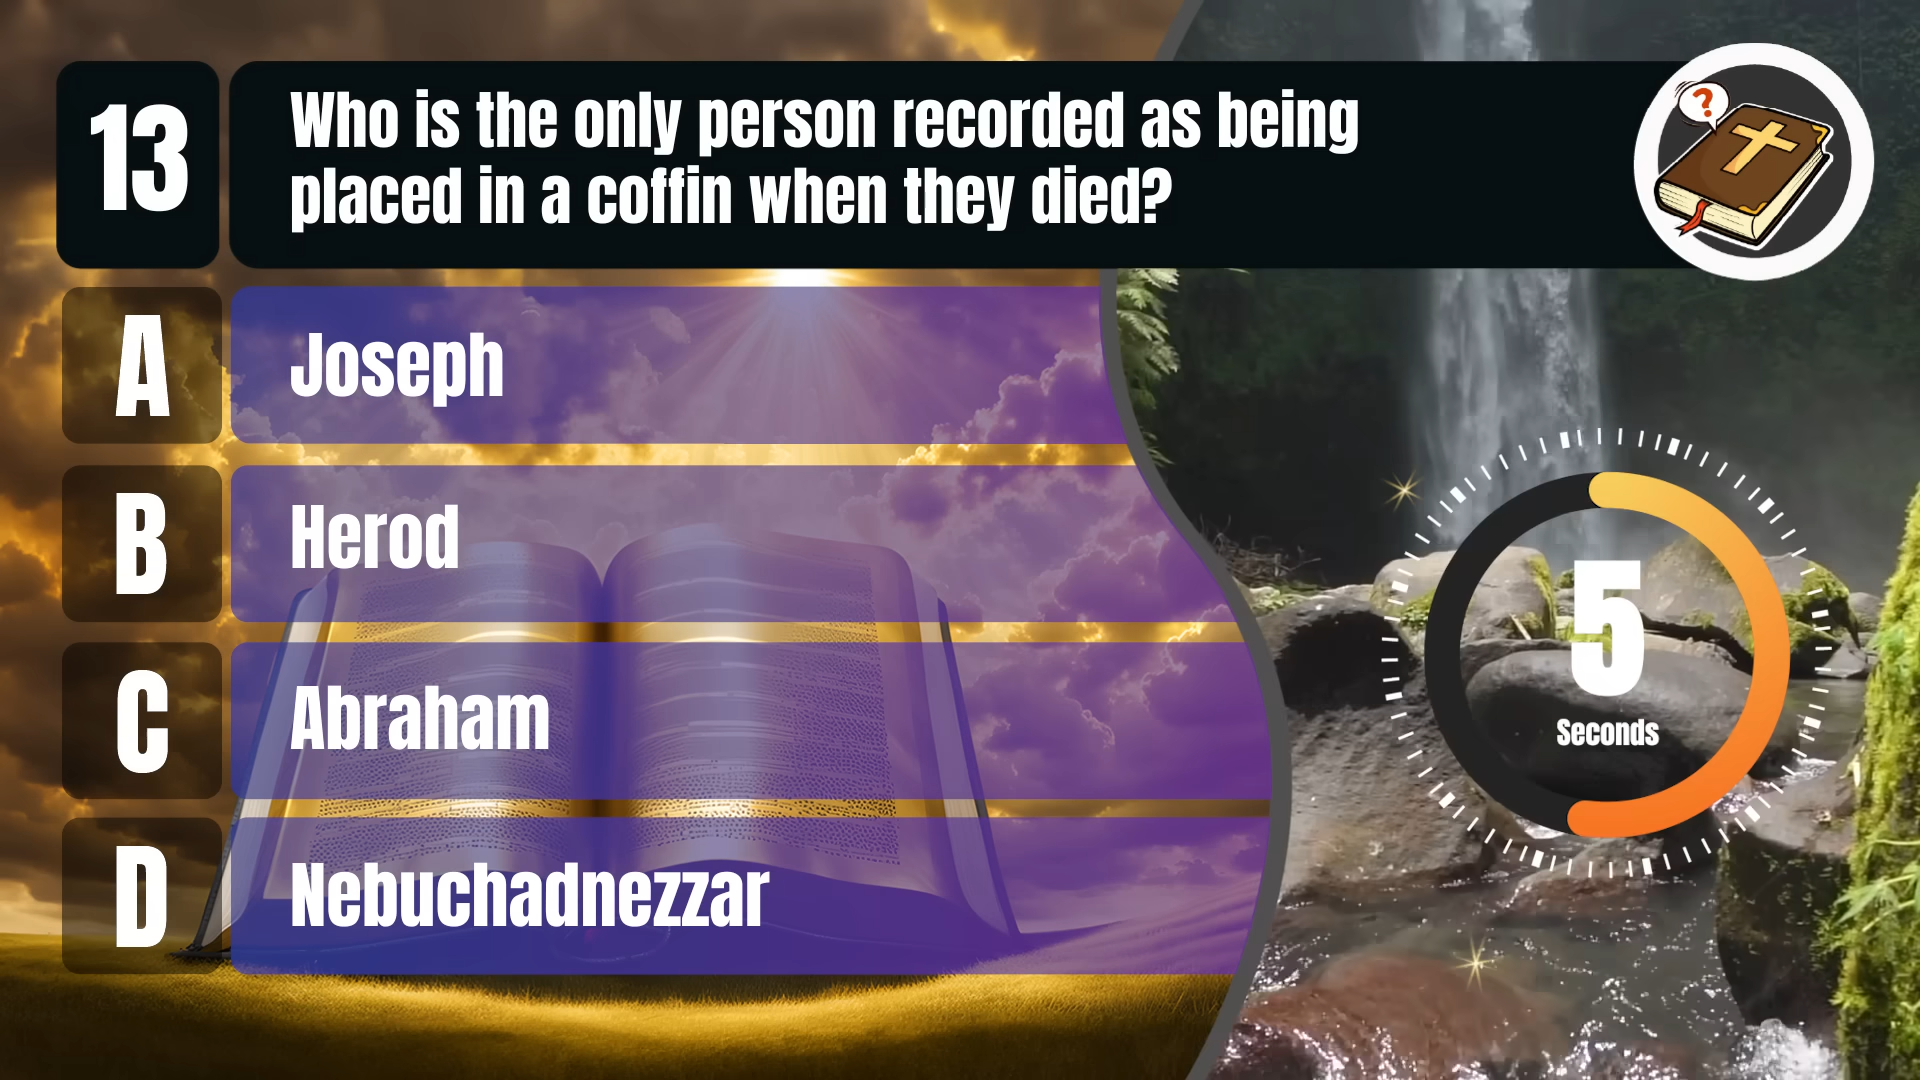 13
Who is the only person recorded as being
placed in a coffin when they died?
?
A
Joseph
B
Herod
C
Abraham
D
Nebuchadnezzar
5
Seconds